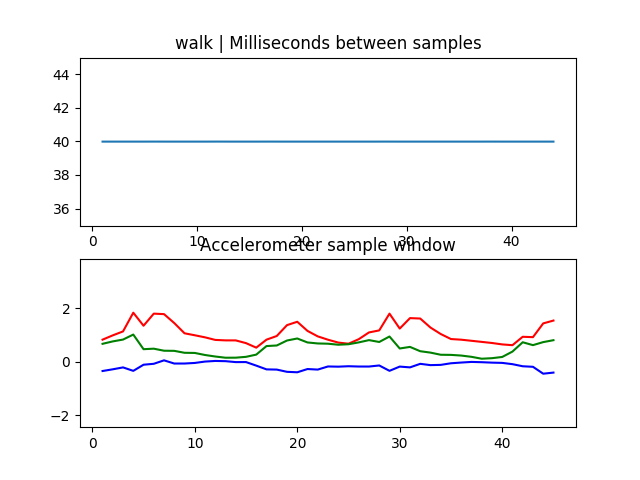 walk | Milliseconds between samples
44
42
40
38
36
0 10 20 30 40
Accelerometer sample window
2
0
−2
0 10 20 30 40